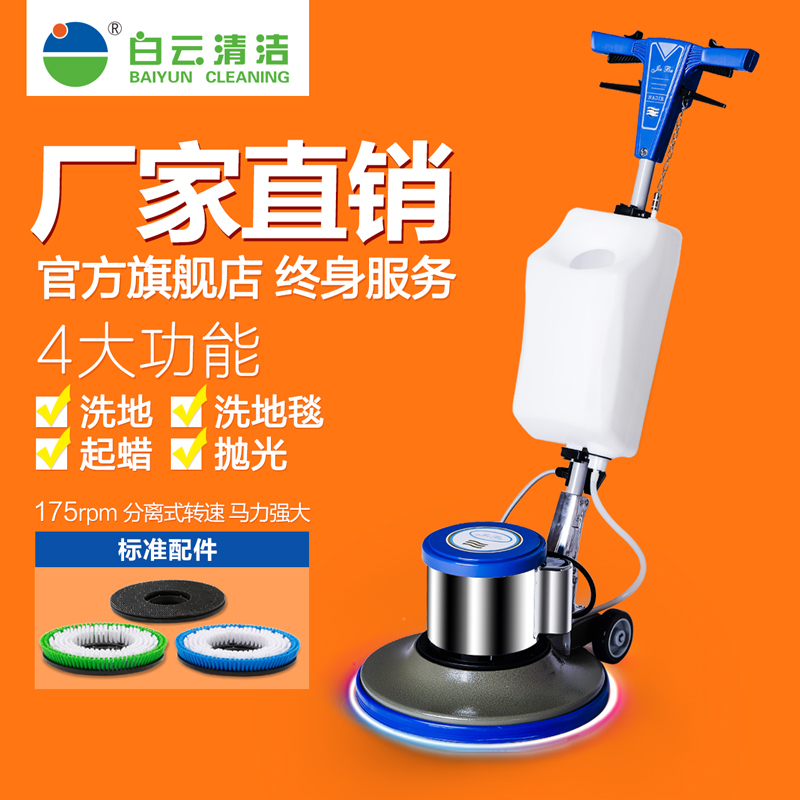 ®
白云清洁
BAIYUN CLEANING
厂家直销
官方旗舰店 终身服务
4大功能
洗地 洗地毯
起蜡 抛光
175rpm 分离式转速 马力强大
标准配件